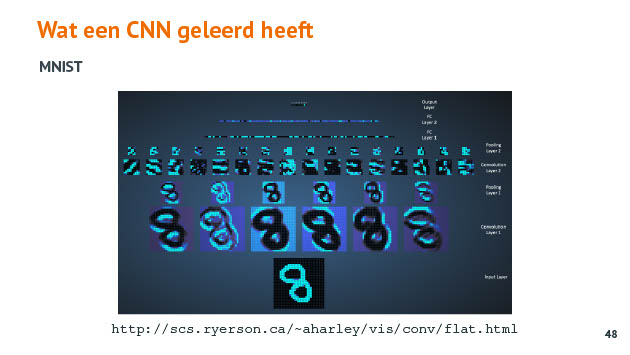 Wat een CNN geleerd heeft
MNIST
Output
Layer
FC
Layer 2
FC
Layer 1
Pooling
Layer 2
Convolution
Layer 2
Pooling
Layer 1
Convolution
Layer 1
Input Layer
http://scs.ryerson.ca/~aharley/vis/conv/flat.html
48